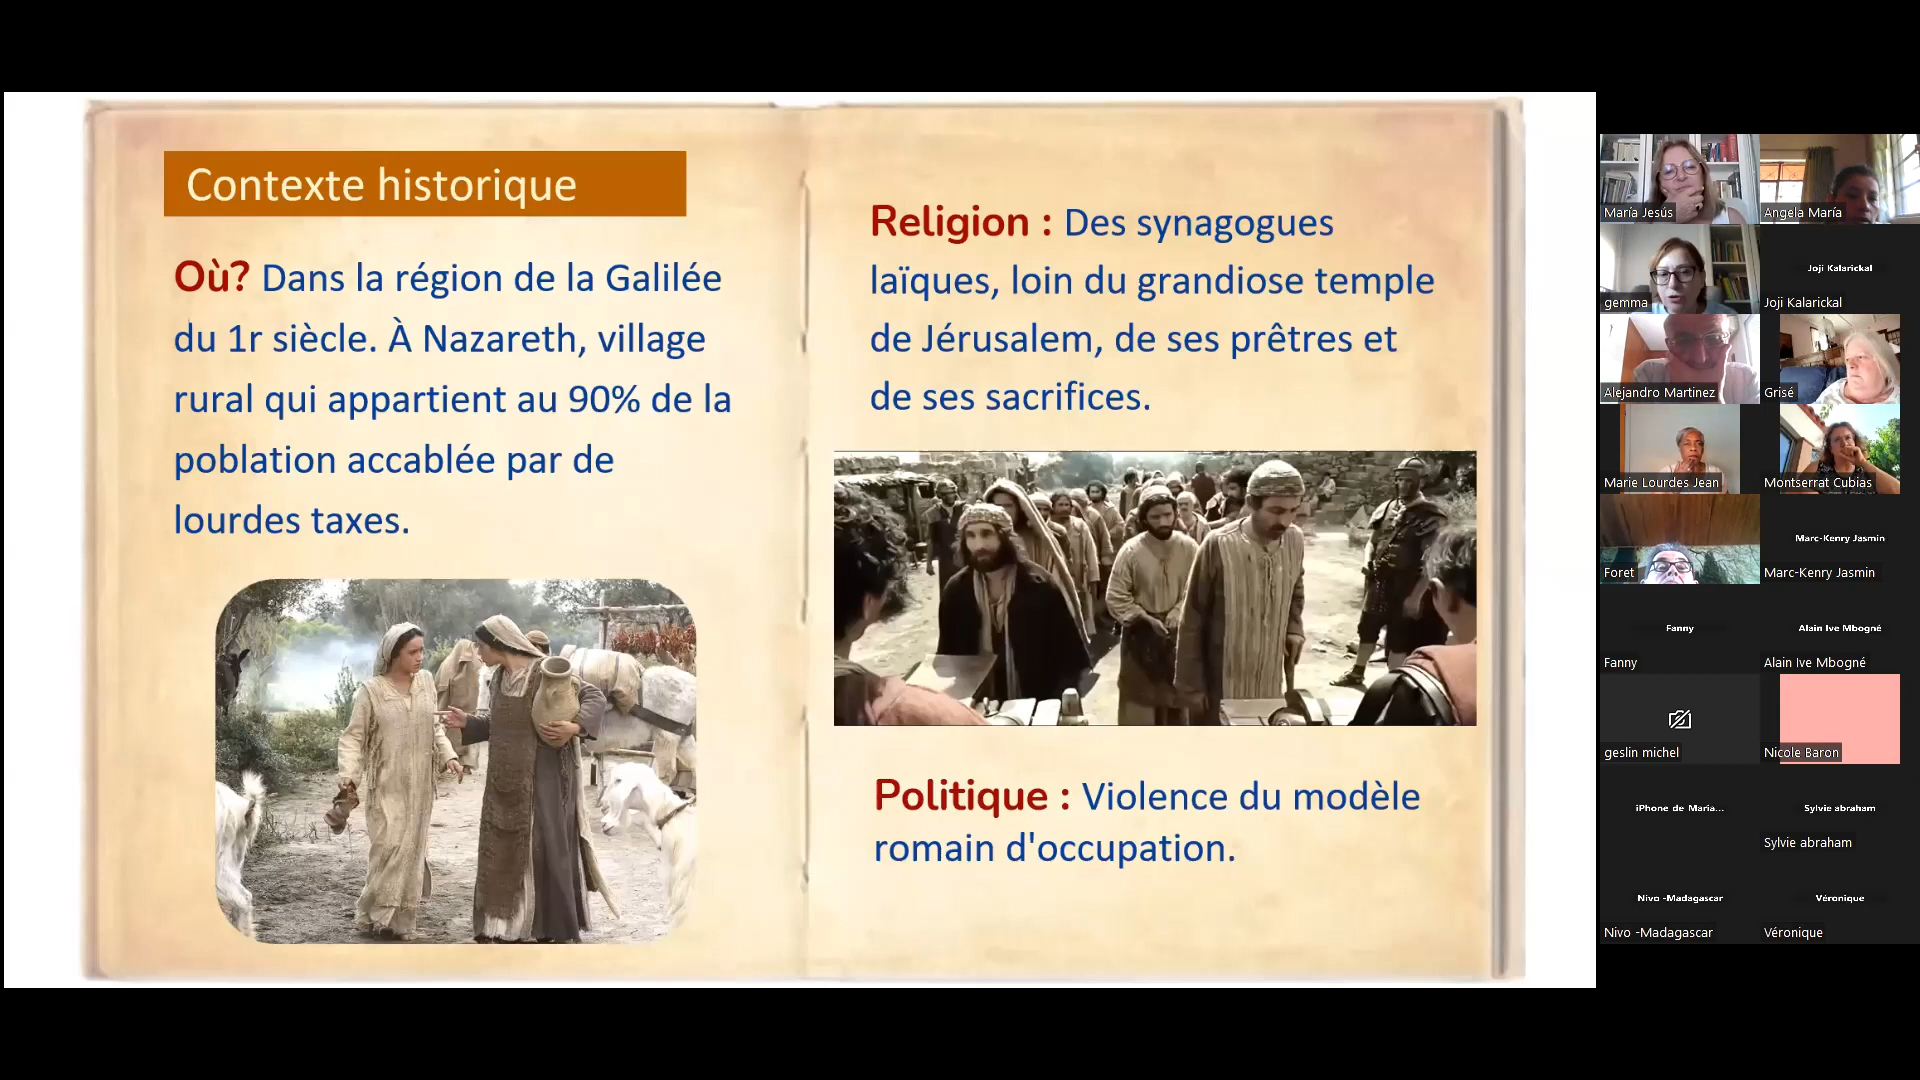 Contexte historique
Où? Dans la région de la Galilée
du 1r siècle. À Nazareth, village
rural qui appartient au 90% de la
poblation accablée par de
lourdes taxes.
Religion : Des synagogues
laïques, loin du grandiose temple
de Jérusalem, de ses prêtres et
de ses sacrifices.
Politique : Violence du modèle
romain d'occupation.
María Jesús
Angela María
gemma
Joji Kalarickal
Joji Kalarickal
Alejandro Martinez
Grisé
Marie Lourdes Jean
Montserrat Cubias
Foret
Marc-Kenry Jasmin
Marc-Kenry Jasmin
Fanny
Fanny
Alain Ive Mbogné
Alain Ive Mbogné
geslin michel
Nicole Baron
iPhone de Maria...
Sylvie abraham
Sylvie abraham
Nivo -Madagascar
Nivo -Madagascar
Véronique
Véronique